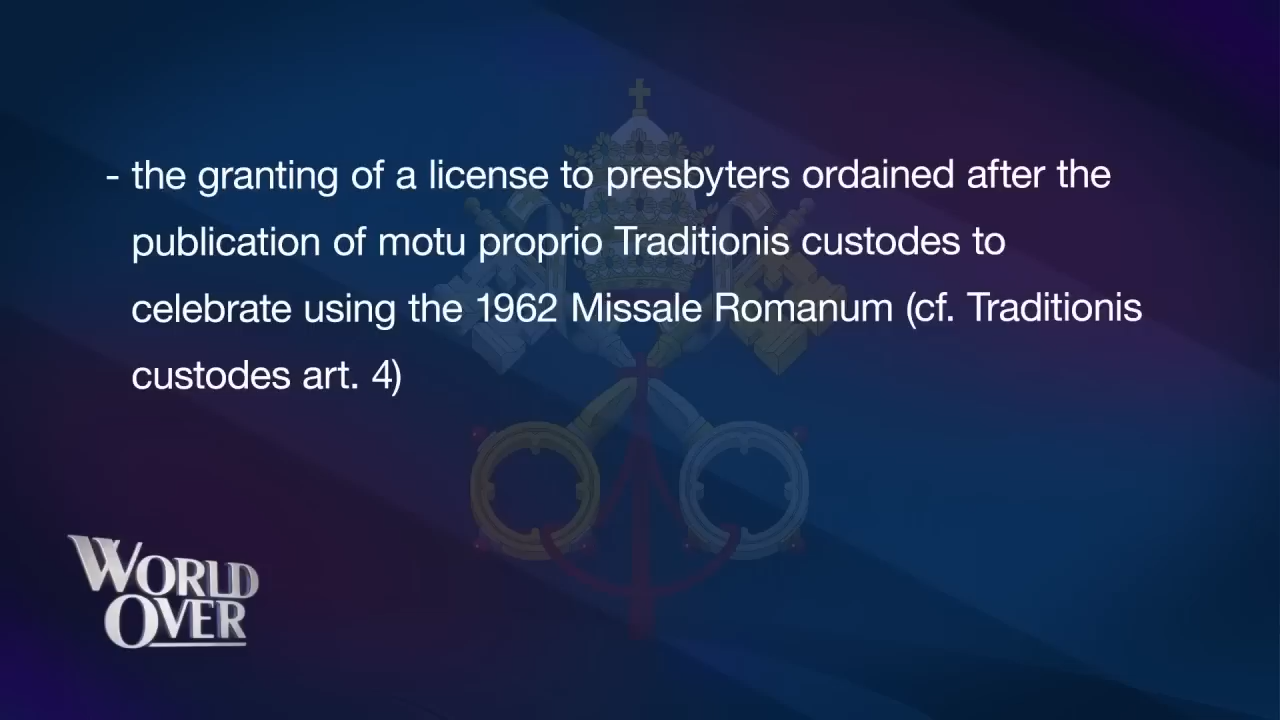 - the granting of a license to presbyters ordained after the
publication of motu proprio Traditionis custodes to
celebrate using the 1962 Missale Romanum (cf. Traditionis
custodes art. 4)
WORLD
OVER